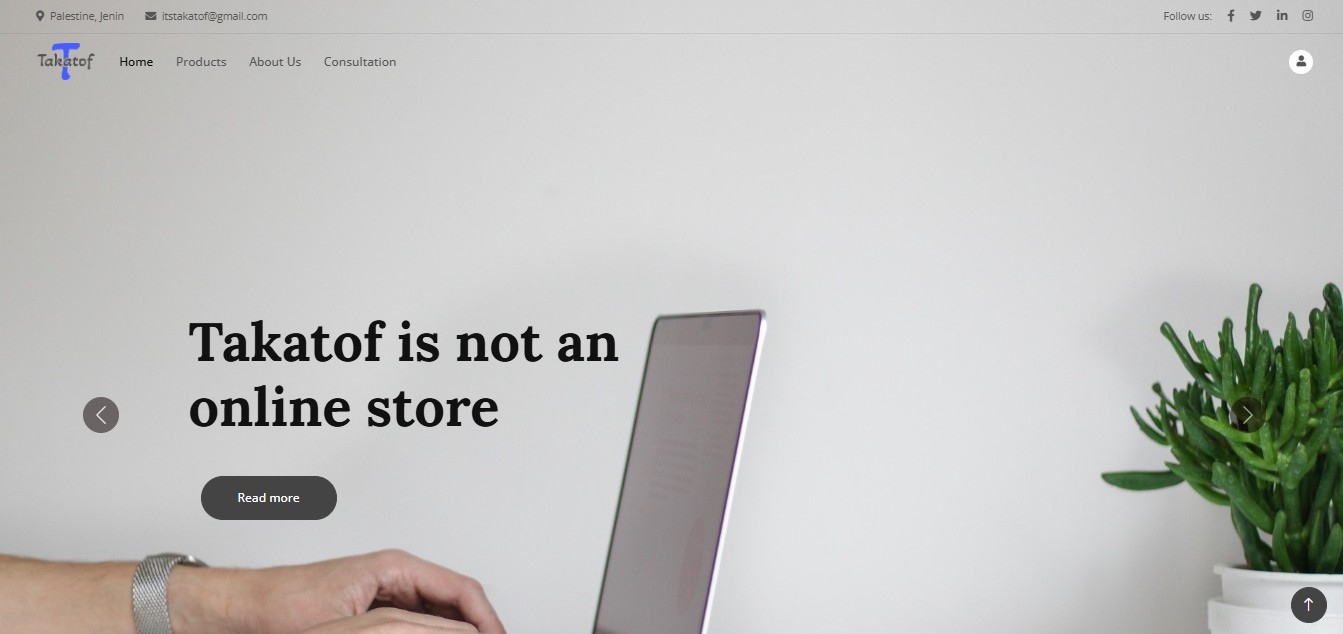 Palestine, Jenin
itstakatof@gmail.com
Follow us:
Takatof
Home
Products
About Us
Consultation
Takatof is not an
online store
Read more